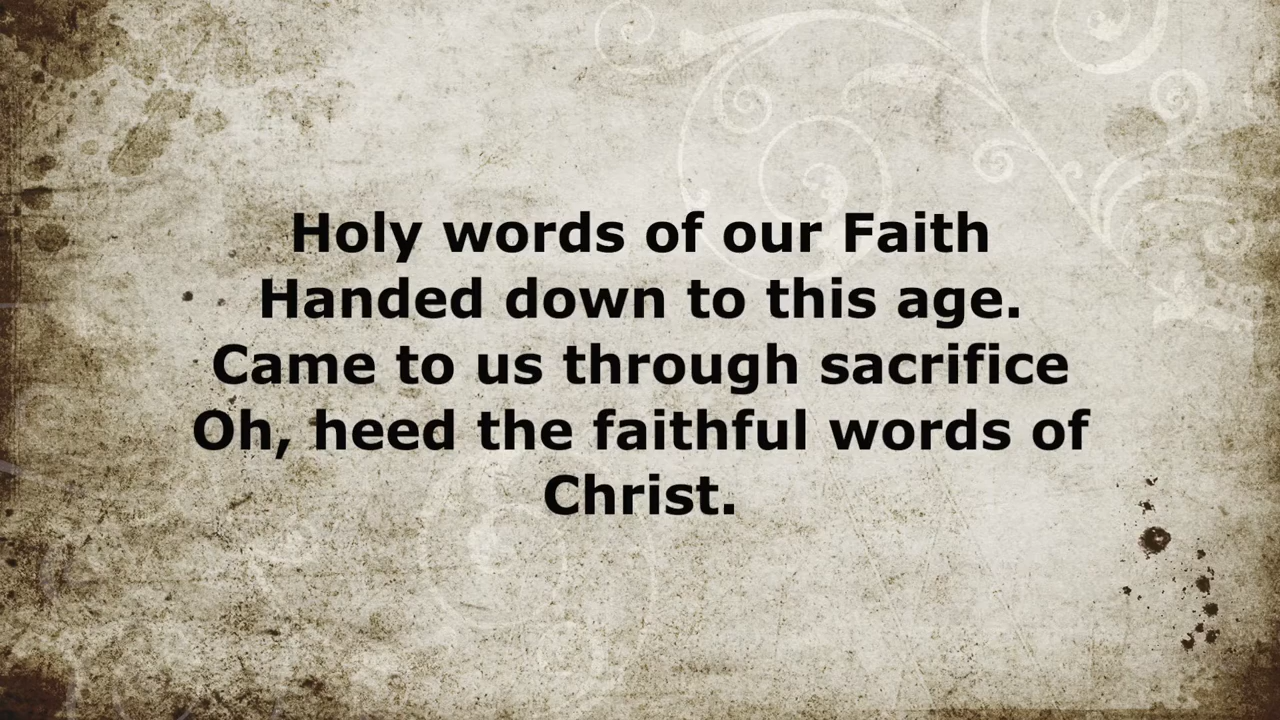 Holy words of our Faith
Handed down to this age.
Came to us through sacrifice
Oh, heed the faithful words of
Christ.